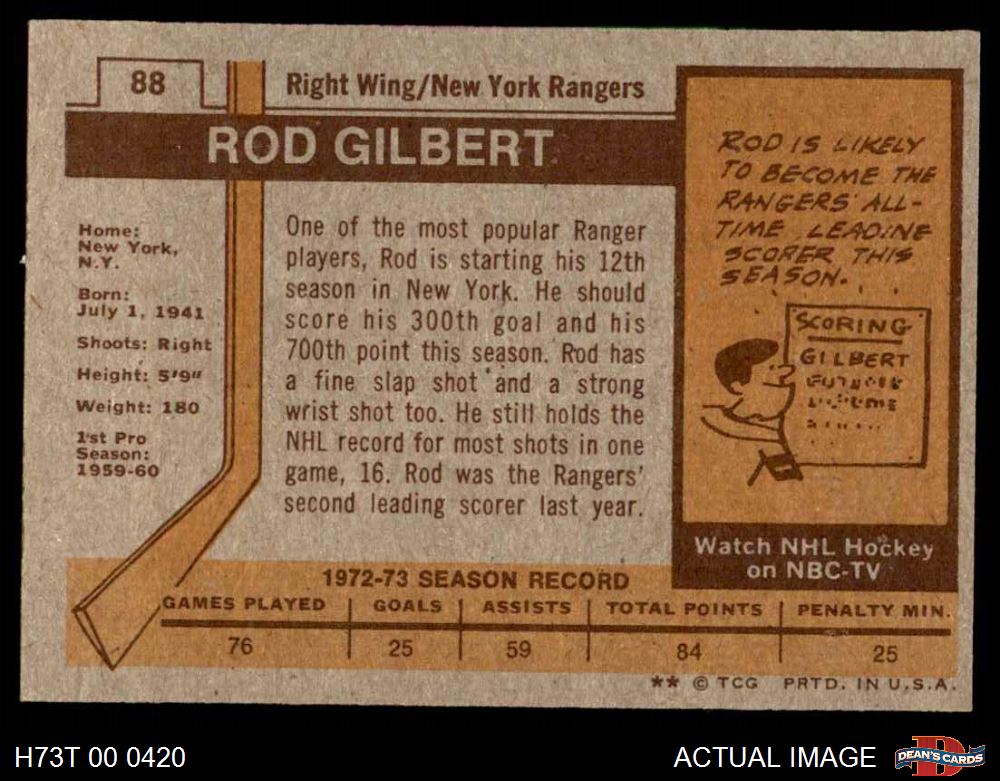 88
Right Wing/New York Rangers
ROD GILBERT
Home:
New York,
N.Y.
Born:
July 1, 1941
Shoots: Right
Height: 5'9"
Weight: 180
1st Pro
Season:
1959-60
One of the most popular Ranger
players, Rod is starting his 12th
season in New York. He should
score his 300th goal and his
700th point this season. Rod has
a fine slap shot and a strong
wrist shot too. He still holds the
NHL record for most shots in one
game, 16. Rod was the Rangers'
second leading scorer last year.
ROD IS LIKELY
TO BECOME THE
RANGERS' ALL-
TIME LEADING
SCORER THIS
SEASON.
SCORING
GILBERT
Watch NHL Hockey
on NBC-TV
1972-73 SEASON RECORD
GAMES PLAYED GOALS ASSISTS TOTAL POINTS PENALTY MIN.
76 25 59 84 25
** © TCG PRTD. IN U.S.A.
H73T 00 0420
ACTUAL IMAGE
D
DEAN'S CARDS